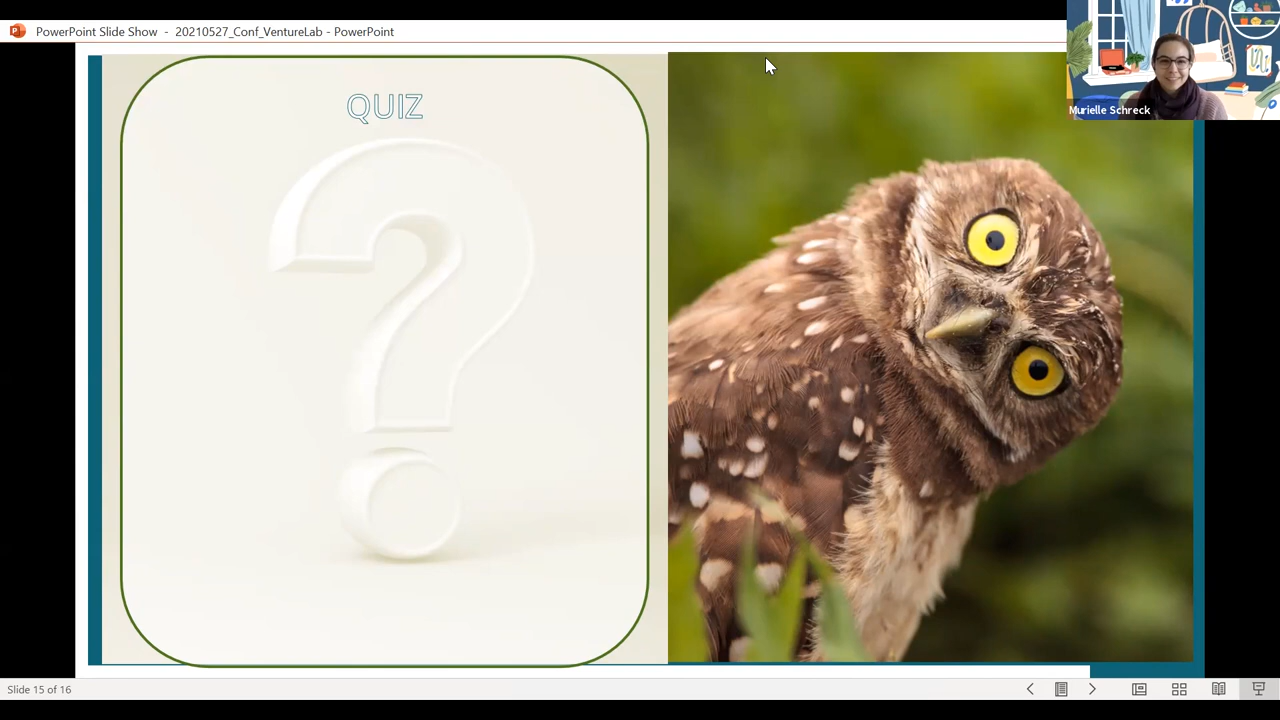 PowerPoint Slide Show - 20210527_Conf_VentureLab - PowerPoint
Murielle Schreck
QUIZ
Slide 15 of 16